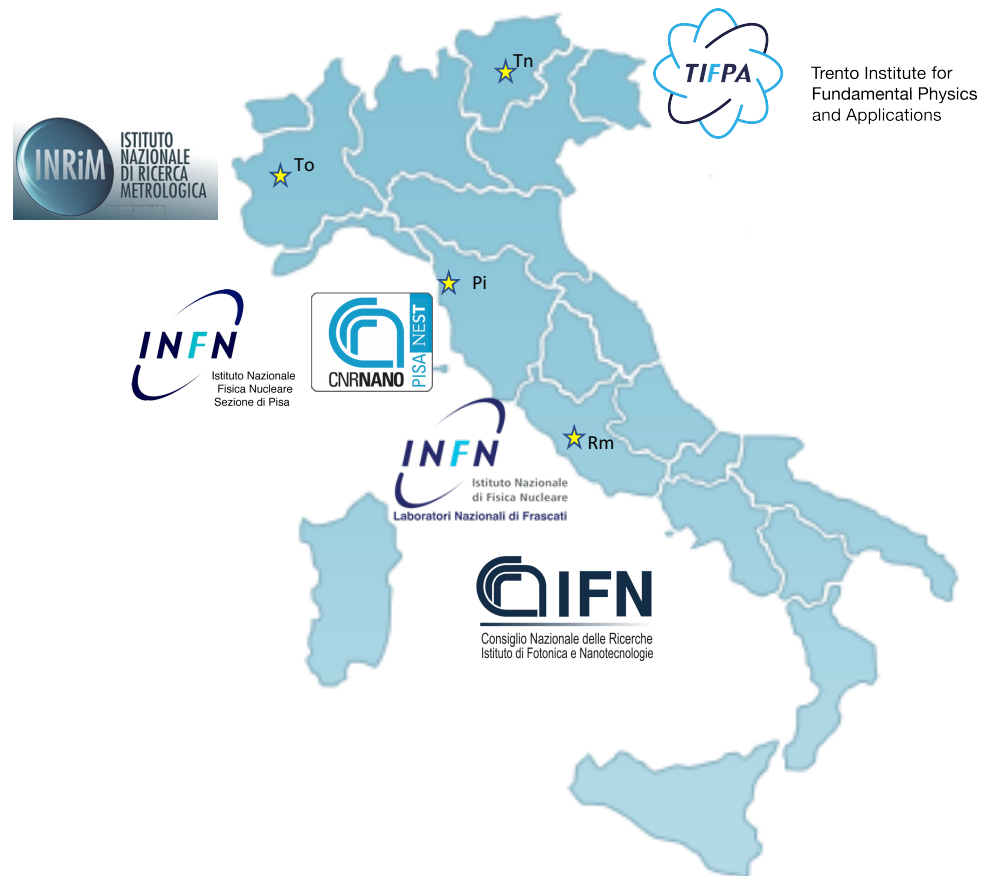 Tn
TIFPA
Trento Institute for
Fundamental Physics
and Applications
INRiM
ISTITUTO
NAZIONALE
DI RICERCA
METROLOGICA
To
Pi
INFN
Istituto Nazionale
Fisica Nucleare
Sezione di Pisa
CNRNANO
PISA NEST
INFN
Istituto Nazionale
di Fisica Nucleare
Laboratori Nazionali di Frascati
Rm
IFN
Consiglio Nazionale delle Ricerche
Istituto di Fotonica e Nanotecnologie